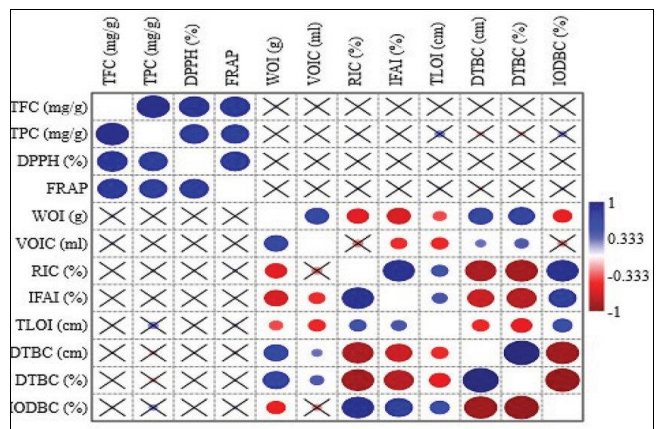 TFC (mg/g)
TPC (mg/g)
DPPH (%)
FRAP
WOI (g)
VOIC (ml)
RIC (%)
IFAI (%)
TLOI (cm)
DTBC (cm)
DTBC (%)
IODBC (%)
TFC (mg/g)
TPC (mg/g)
DPPH (%)
FRAP
WOI (g)
VOIC (ml)
RIC (%)
IFAI (%)
TLOI (cm)
DTBC (cm)
DTBC (%)
IODBC (%)
1
0.333
-0.333
-1